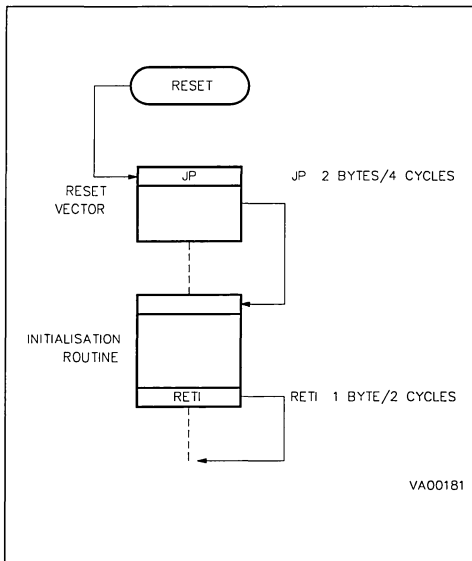 RESET
JP
JP 2 BYTES/4 CYCLES
RESET
VECTOR
INITIALISATION
ROUTINE
RETI
RETI 1 BYTE/2 CYCLES
VA00181